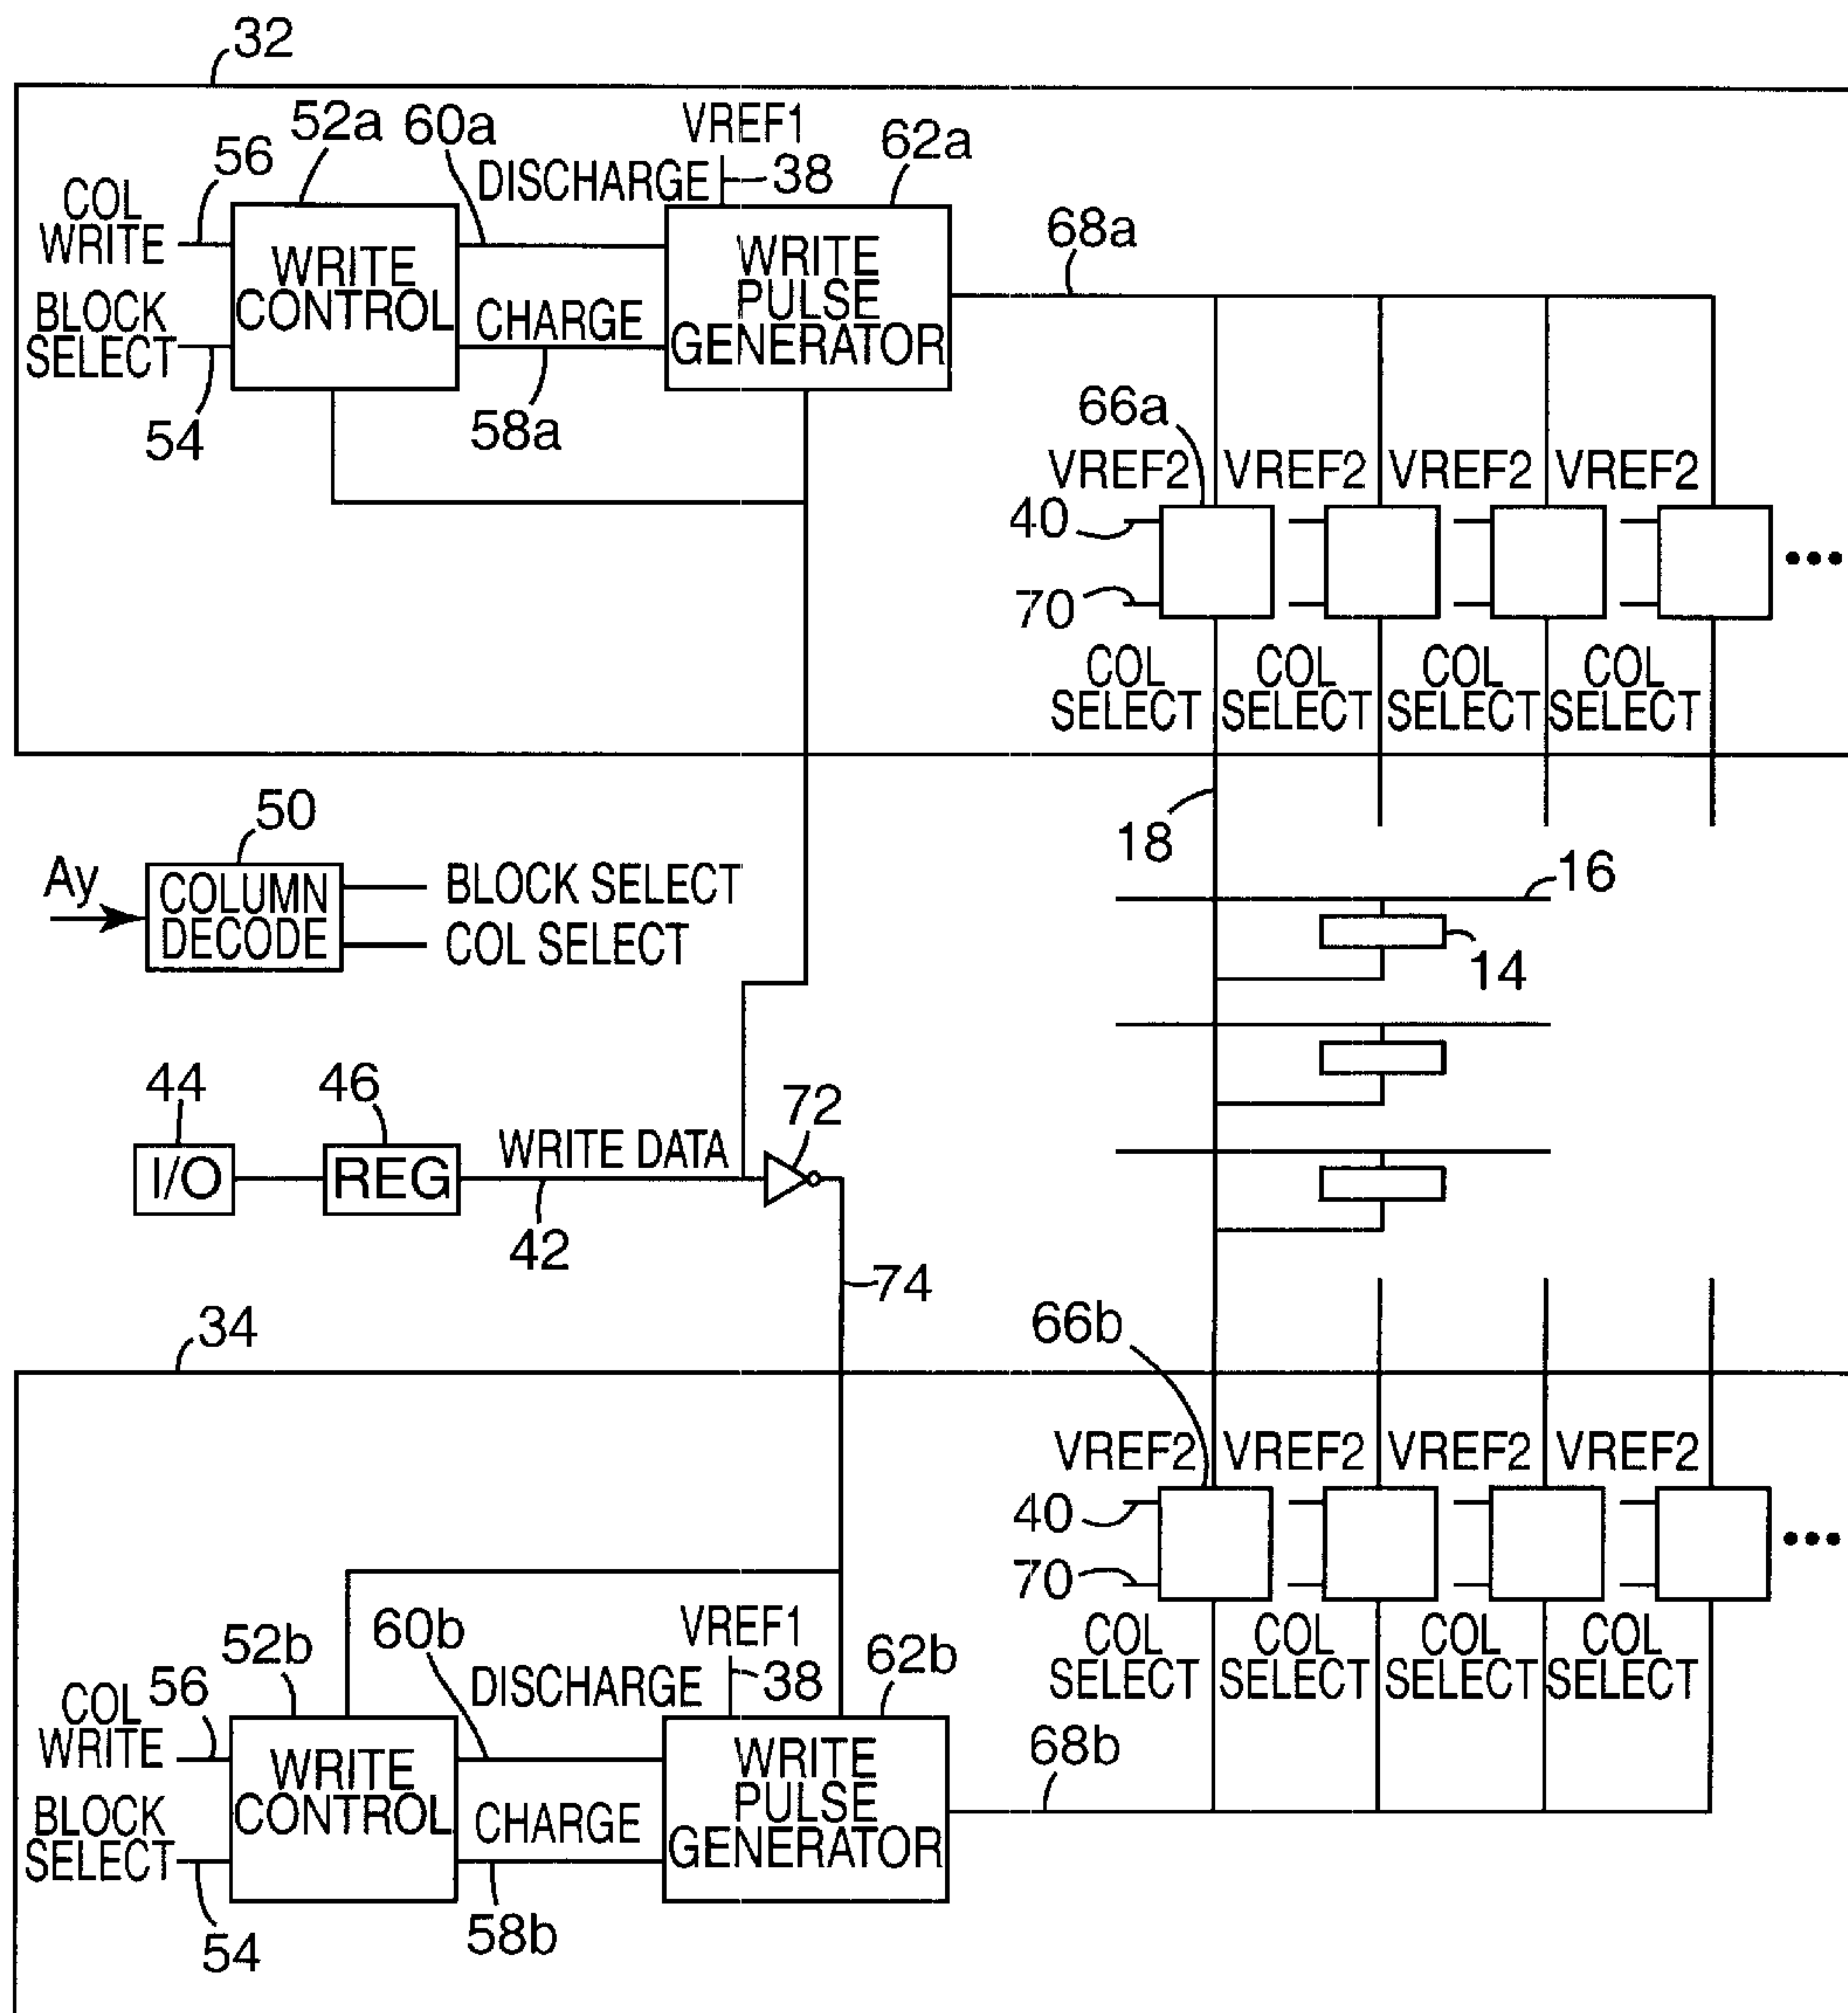 32
52a
60a
VREF1
62a
56
DISCHARGE
38
COL
WRITE
WRITE
CONTROL
WRITE
PULSE
GENERATOR
68a
BLOCK
SELECT
CHARGE
54
58a
66a
VREF2 VREF2 VREF2 VREF2
40
70
•••
COL
SELECT
COL
SELECT
COL
SELECT
COL
SELECT
50
18
Ay
COLUMN
DECODE
BLOCK SELECT
COL SELECT
16
14
44
46
72
I/O
REG
WRITE DATA
42
74
34
66b
VREF2 VREF2 VREF2 VREF2
40
70
•••
COL
SELECT
COL
SELECT
COL
SELECT
COL
SELECT
52b
60b
VREF1
62b
56
DISCHARGE
38
COL
WRITE
WRITE
CONTROL
WRITE
PULSE
GENERATOR
68b
BLOCK
SELECT
CHARGE
54
58b